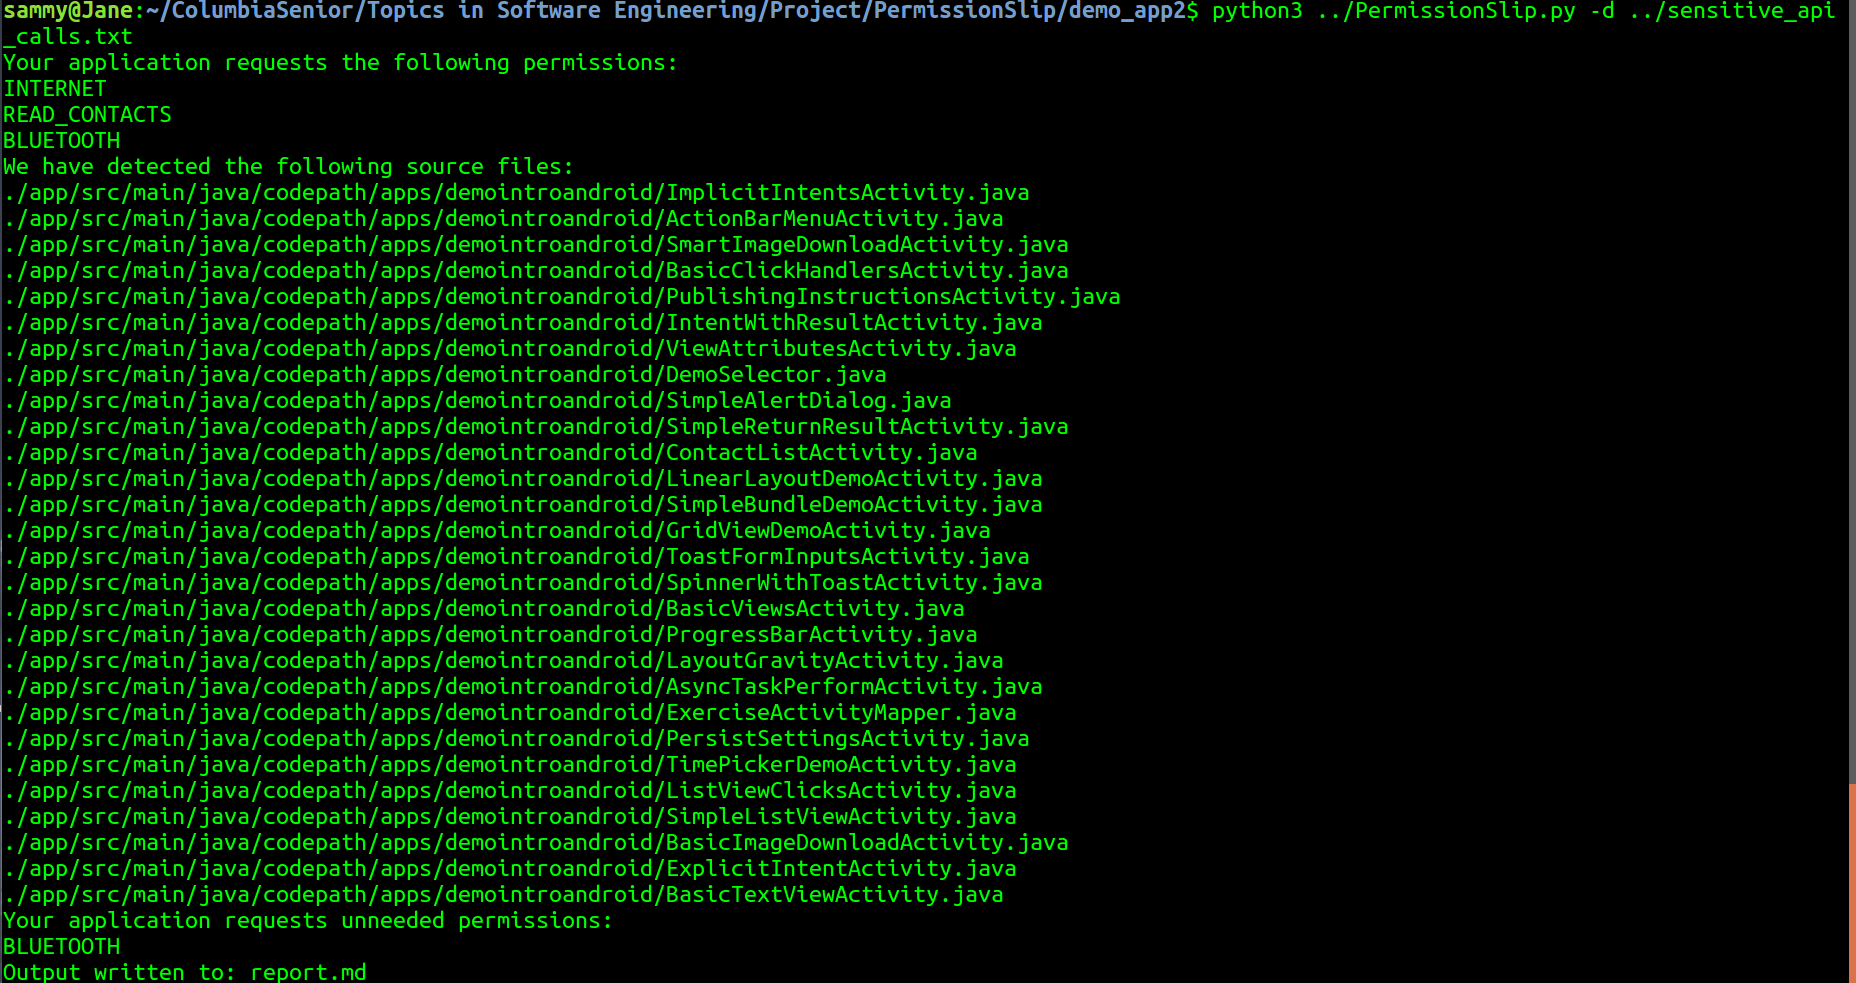 sammy@Jane:~/ColumbiaSenior/Topics in Software Engineering/Project/PermissionSlip/demo_app2$ python3 ../PermissionSlip.py -d ../sensitive_api
_calls.txt
Your application requests the following permissions:
INTERNET
READ_CONTACTS
BLUETOOTH
We have detected the following source files:
./app/src/main/java/codepath/apps/demointroandroid/ImplicitIntentsActivity.java
./app/src/main/java/codepath/apps/demointroandroid/ActionBarMenuActivity.java
./app/src/main/java/codepath/apps/demointroandroid/SmartImageDownloadActivity.java
./app/src/main/java/codepath/apps/demointroandroid/BasicClickHandlersActivity.java
./app/src/main/java/codepath/apps/demointroandroid/PublishingInstructionsActivity.java
./app/src/main/java/codepath/apps/demointroandroid/IntentWithResultActivity.java
./app/src/main/java/codepath/apps/demointroandroid/ViewAttributesActivity.java
./app/src/main/java/codepath/apps/demointroandroid/DemoSelector.java
./app/src/main/java/codepath/apps/demointroandroid/SimpleAlertDialog.java
./app/src/main/java/codepath/apps/demointroandroid/SimpleReturnResultActivity.java
./app/src/main/java/codepath/apps/demointroandroid/ContactListActivity.java
./app/src/main/java/codepath/apps/demointroandroid/LinearLayoutDemoActivity.java
./app/src/main/java/codepath/apps/demointroandroid/SimpleBundleDemoActivity.java
./app/src/main/java/codepath/apps/demointroandroid/GridViewDemoActivity.java
./app/src/main/java/codepath/apps/demointroandroid/ToastFormInputsActivity.java
./app/src/main/java/codepath/apps/demointroandroid/SpinnerWithToastActivity.java
./app/src/main/java/codepath/apps/demointroandroid/BasicViewsActivity.java
./app/src/main/java/codepath/apps/demointroandroid/ProgressBarActivity.java
./app/src/main/java/codepath/apps/demointroandroid/LayoutGravityActivity.java
./app/src/main/java/codepath/apps/demointroandroid/AsyncTaskPerformActivity.java
./app/src/main/java/codepath/apps/demointroandroid/ExerciseActivityMapper.java
./app/src/main/java/codepath/apps/demointroandroid/PersistSettingsActivity.java
./app/src/main/java/codepath/apps/demointroandroid/TimePickerDemoActivity.java
./app/src/main/java/codepath/apps/demointroandroid/ListViewClicksActivity.java
./app/src/main/java/codepath/apps/demointroandroid/SimpleListViewActivity.java
./app/src/main/java/codepath/apps/demointroandroid/BasicImageDownloadActivity.java
./app/src/main/java/codepath/apps/demointroandroid/ExplicitIntentActivity.java
./app/src/main/java/codepath/apps/demointroandroid/BasicTextViewActivity.java
Your application requests unneeded permissions:
BLUETOOTH
Output written to: report.md